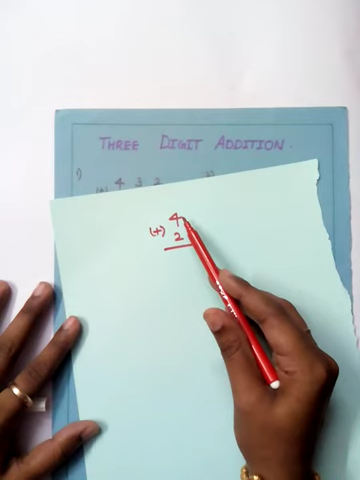 THREE DIGIT ADDITION.
1)
(+) 4 3 2
4
(+) 2